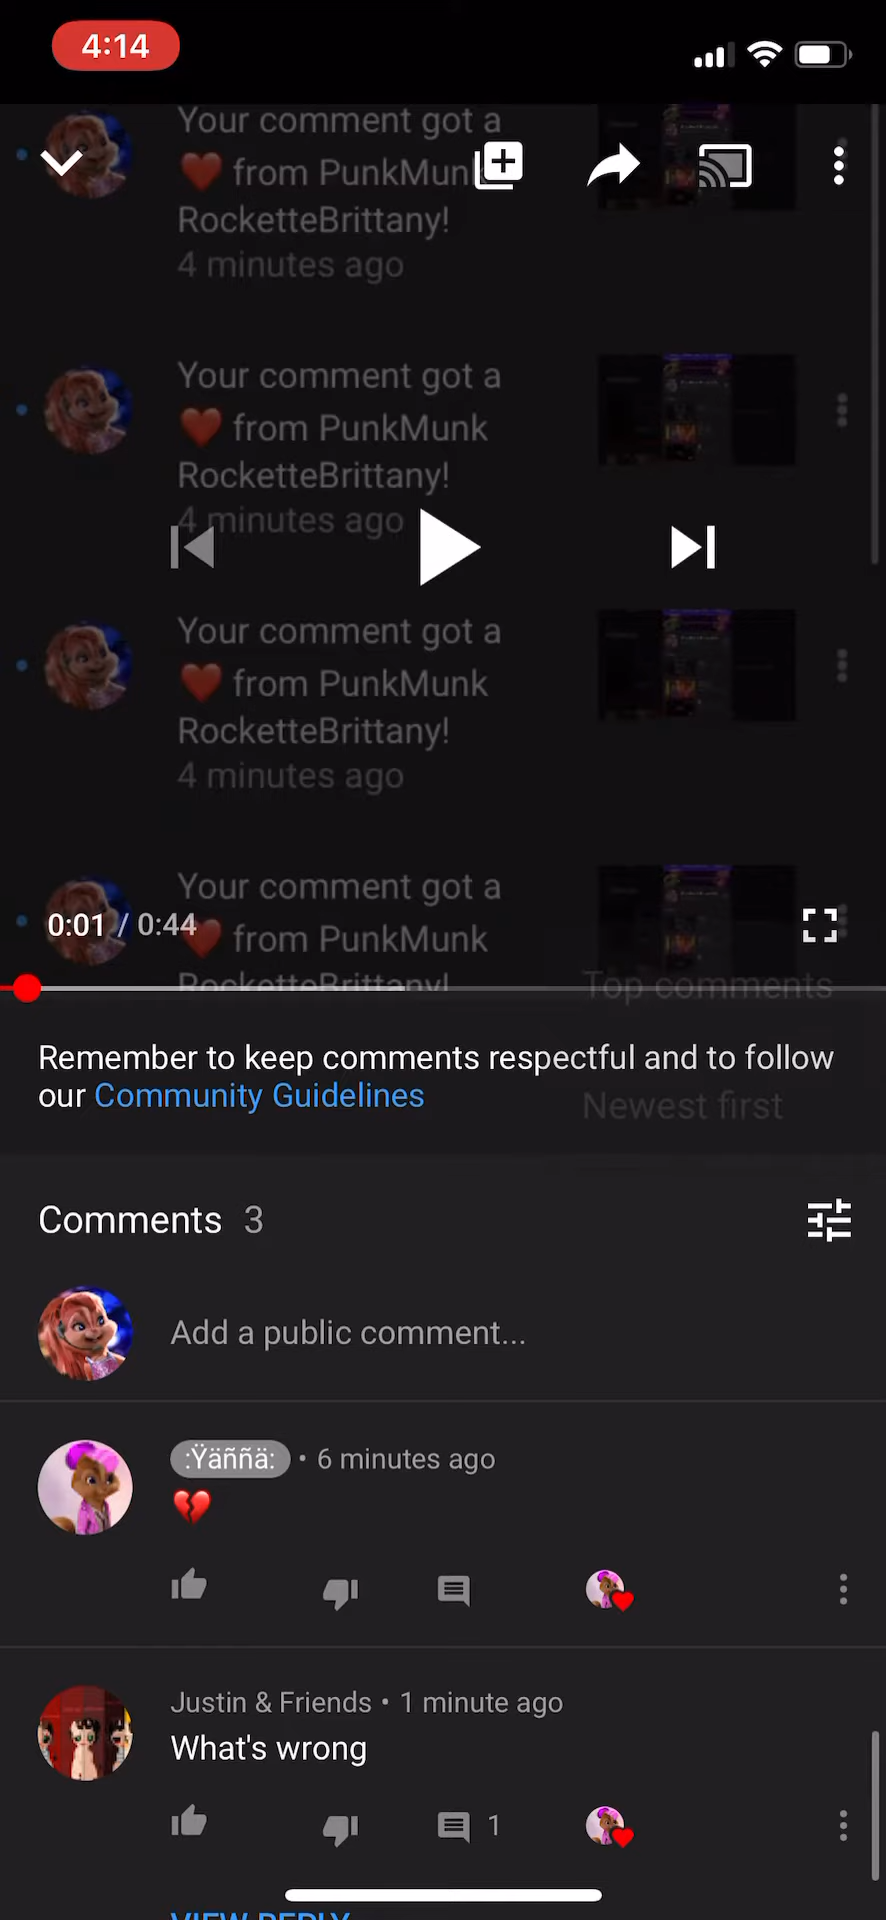 4:14
Your comment got a
❤️ from PunkMunk
RocketteBrittany!
4 minutes ago
Your comment got a
❤️ from PunkMunk
RocketteBrittany!
4 minutes ago
Your comment got a
❤️ from PunkMunk
RocketteBrittany!
4 minutes ago
Your comment got a
❤️ from PunkMunk
RocketteBrittany!
0:01 / 0:44
Top comments
Remember to keep comments respectful and to follow
our Community Guidelines
Newest first
Comments 3
Add a public comment...
:Ÿäññä: • 6 minutes ago
💔
Justin & Friends • 1 minute ago
What's wrong
1
VIEW REPLY